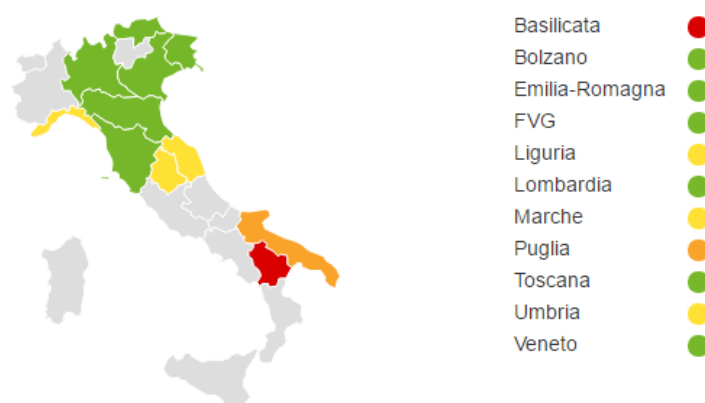 Basilicata
Bolzano
Emilia-Romagna
FVG
Liguria
Lombardia
Marche
Puglia
Toscana
Umbria
Veneto